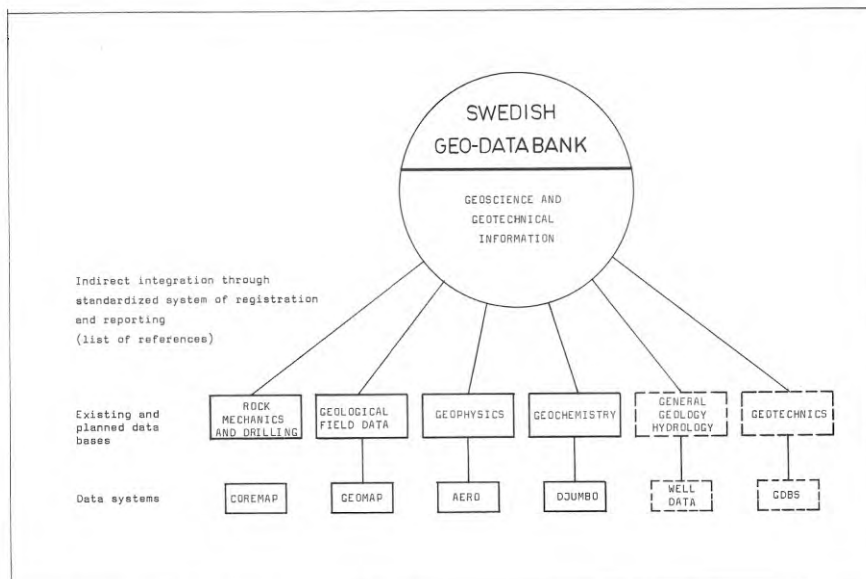 SWEDISH
GEO-DATABANK
GEOSCIENCE AND
GEOTECHNICAL
INFORMATION
Indirect integration through
standardized system of registration
and reporting
(list of references)
Existing and
planned data
bases
ROCK
MECHANICS
AND DRILLING
GEOLOGICAL
FIELD DATA
GEOPHYSICS
GEOCHEMISTRY
GENERAL
GEOLOGY
HYDROLOGY
GEOTECHNICS
Data systems
COREMAP
GEOMAP
AERO
DJUMBO
WELL
DATA
GDBS